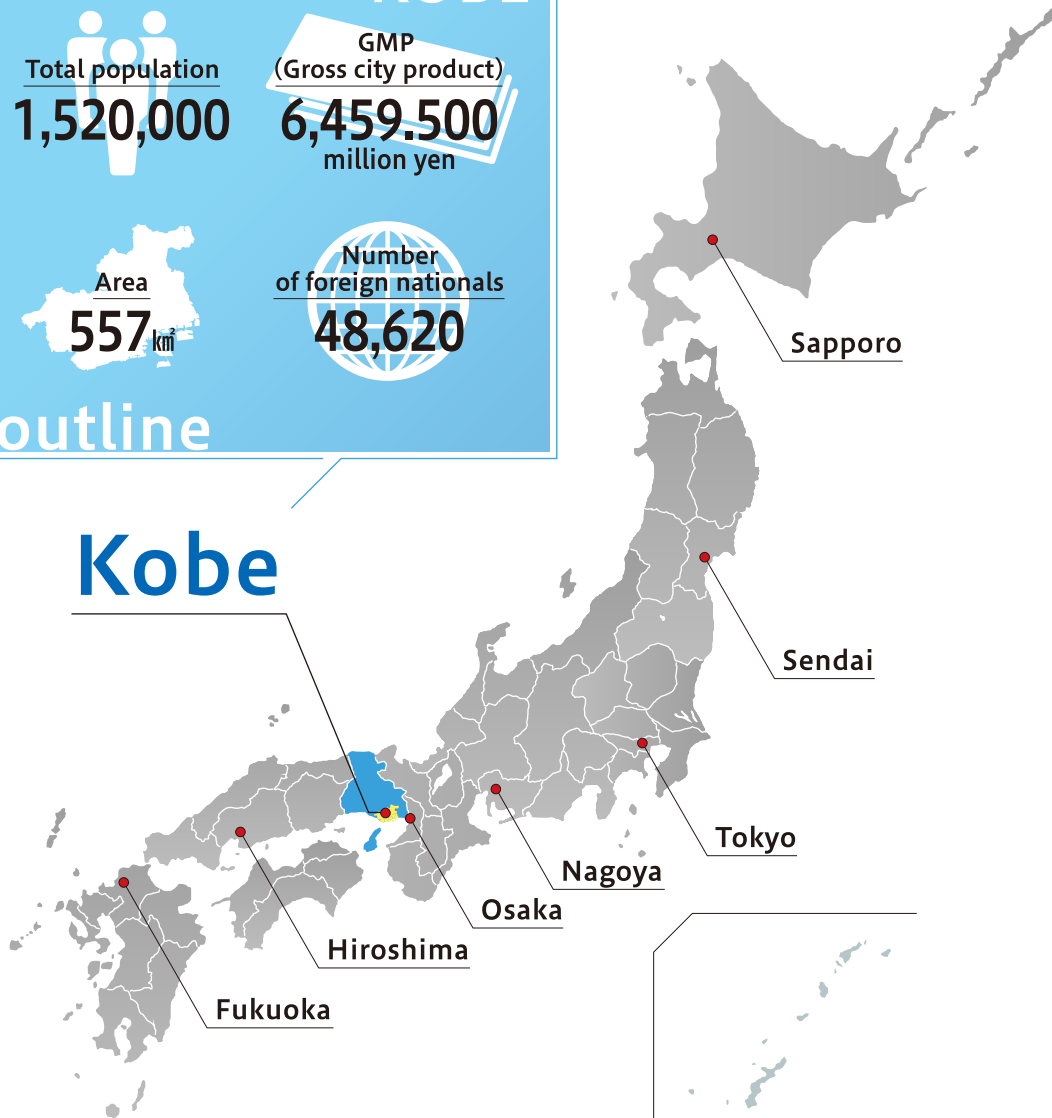 KOBE
Total population
1,520,000
GMP
(Gross city product)
6,459.500
million yen
Area
557㎢
Number
of foreign nationals
48,620
outline
Kobe
Sapporo
Sendai
Tokyo
Nagoya
Osaka
Hiroshima
Fukuoka